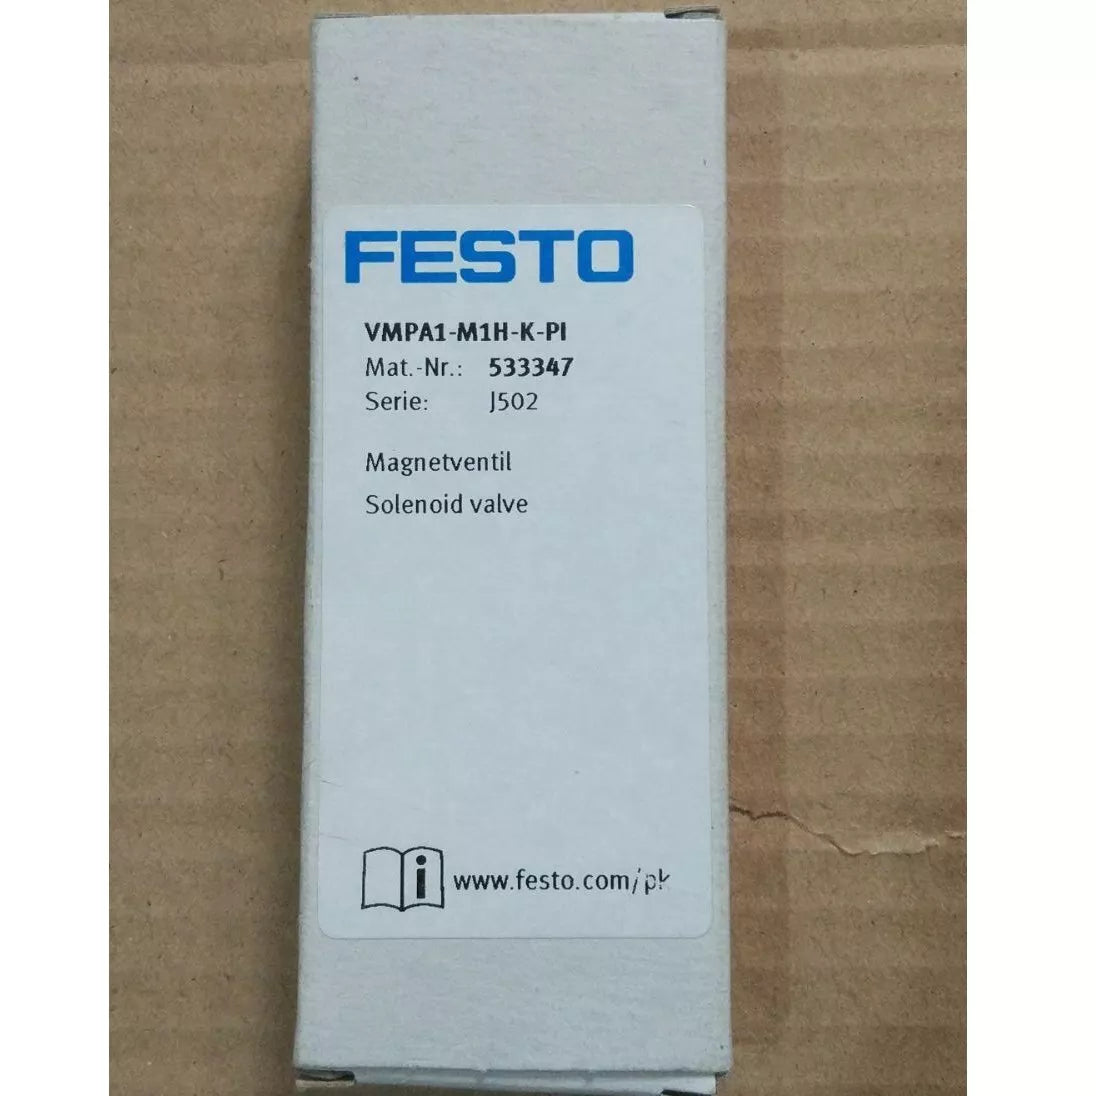 FESTO
VMPA1-M1H-K-PI
Mat.-Nr.: 533347
Serie: J502
Magnetventil
Solenoid valve
i www.festo.com/pk